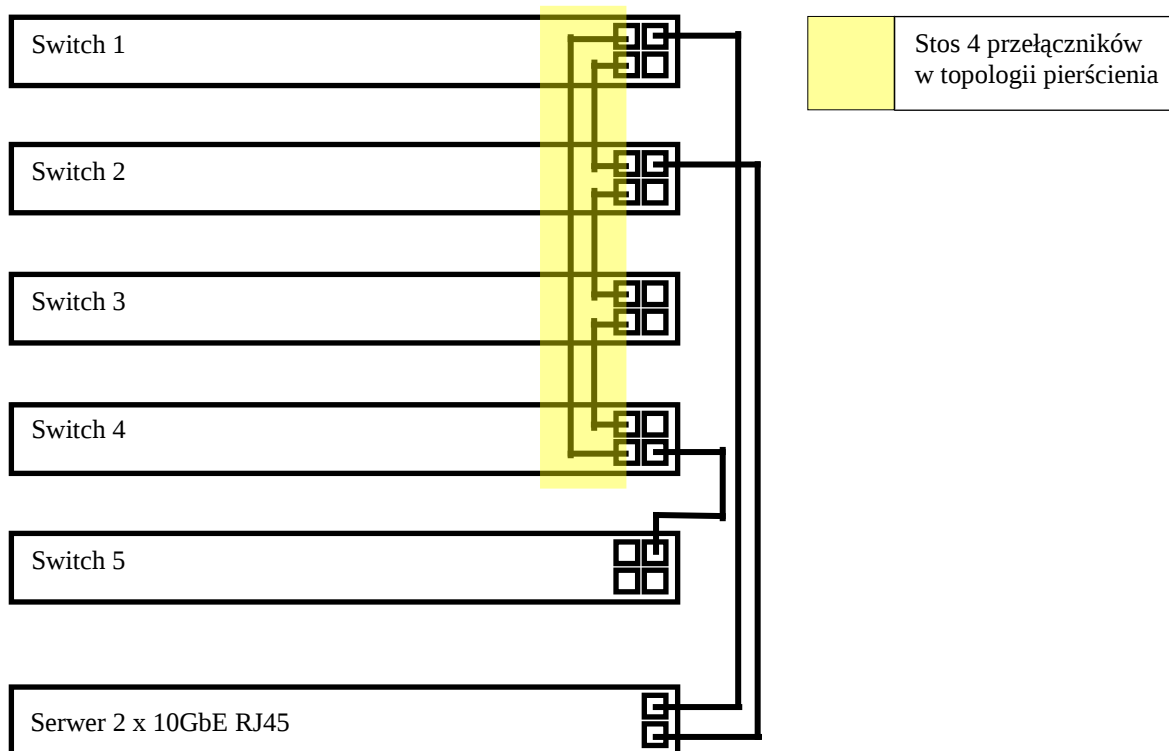 Switch 1
Stos 4 przełączników
w topologii pierścienia
Switch 2
Switch 3
Switch 4
Switch 5
Serwer 2 x 10GbE RJ45